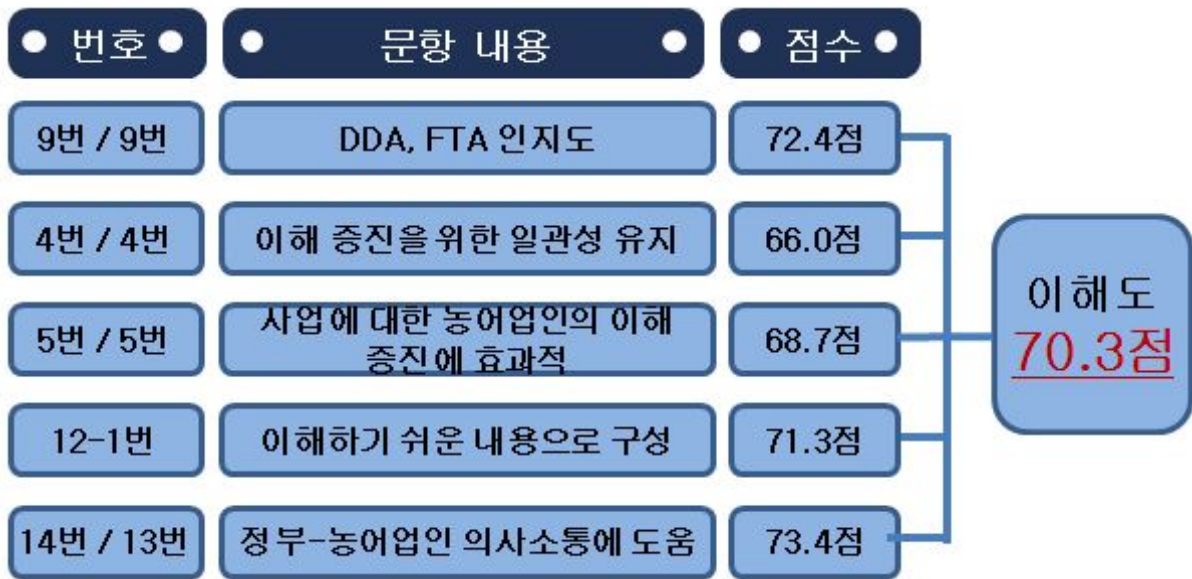 번호 문항 내용 점수
9번 / 9번 DDA, FTA 인지도 72.4점
4번 / 4번 이해 증진을 위한 일관성 유지 66.0점
5번 / 5번 사업에 대한 농어업인의 이해
증진에 효과적 68.7점
12-1번 이해하기 쉬운 내용으로 구성 71.3점
14번 / 13번 정부-농어업인 의사소통에 도움 73.4점
이해도
70.3점